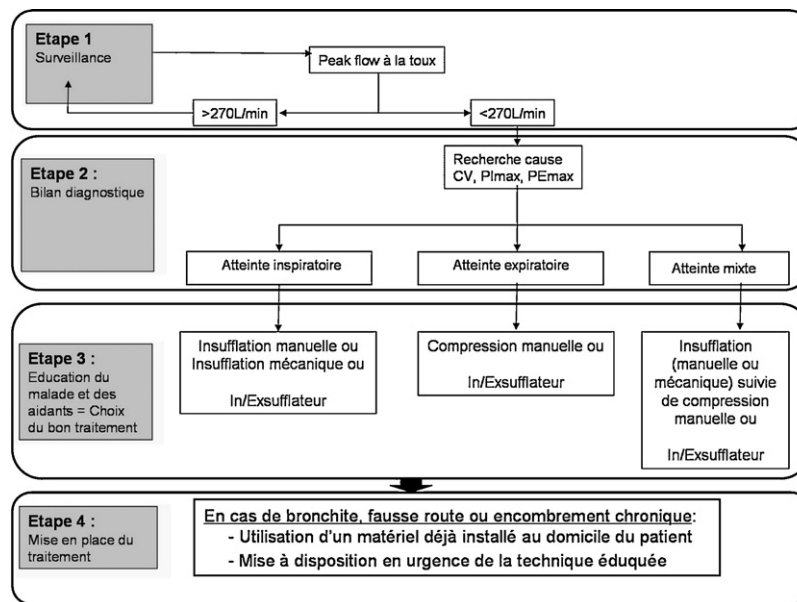 Etape 1
Surveillance
Peak flow à la toux
>270L/min
<270L/min
Etape 2 :
Bilan diagnostique
Recherche cause
CV, PImax, PEmax
Atteinte inspiratoire
Atteinte expiratoire
Atteinte mixte
Etape 3 :
Education du
malade et des
aidants = Choix
du bon traitement
Insufflation manuelle ou
Insufflation mécanique ou
In/Exsufflateur
Compression manuelle ou
In/Exsufflateur
Insufflation
(manuelle ou
mécanique) suivie
de compression
manuelle ou
In/Exsufflateur
Etape 4 :
Mise en place du
traitement
En cas de bronchite, fausse route ou encombrement chronique:
- Utilisation d'un matériel déjà installé au domicile du patient
- Mise à disposition en urgence de la technique éduquée